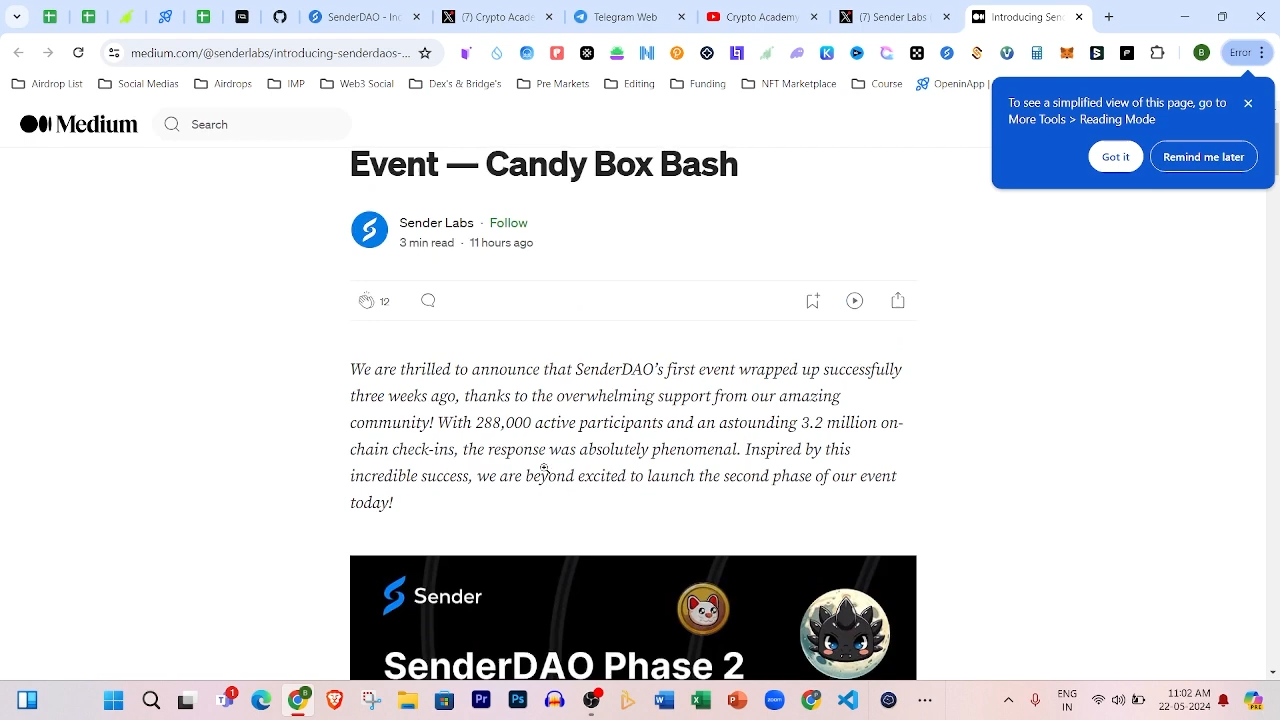 SenderDAO - Inc
(7) Crypto Acade
Telegram Web
Crypto Academy
(7) Sender Labs
Introducing Sen
medium.com/@senderlabs/introducing-senderdaos-
B
Error
Airdrop List
Social Medias
Airdrops
IMP
Web3 Social
Dex's & Bridge's
Pre Markets
Editing
Funding
NFT Marketplace
Course
OpeninApp |
To see a simplified view of this page, go to
More Tools > Reading Mode
Got it
Remind me later
Medium
Search
Event — Candy Box Bash
Sender Labs · Follow
3 min read · 11 hours ago
12
We are thrilled to announce that SenderDAO's first event wrapped up successfully
three weeks ago, thanks to the overwhelming support from our amazing
community! With 288,000 active participants and an astounding 3.2 million on-
chain check-ins, the response was absolutely phenomenal. Inspired by this
incredible success, we are beyond excited to launch the second phase of our event
today!
Sender
SenderDAO Phase 2
1
Pr
Ps
zoom
ENG
IN
11:02 AM
22-05-2024